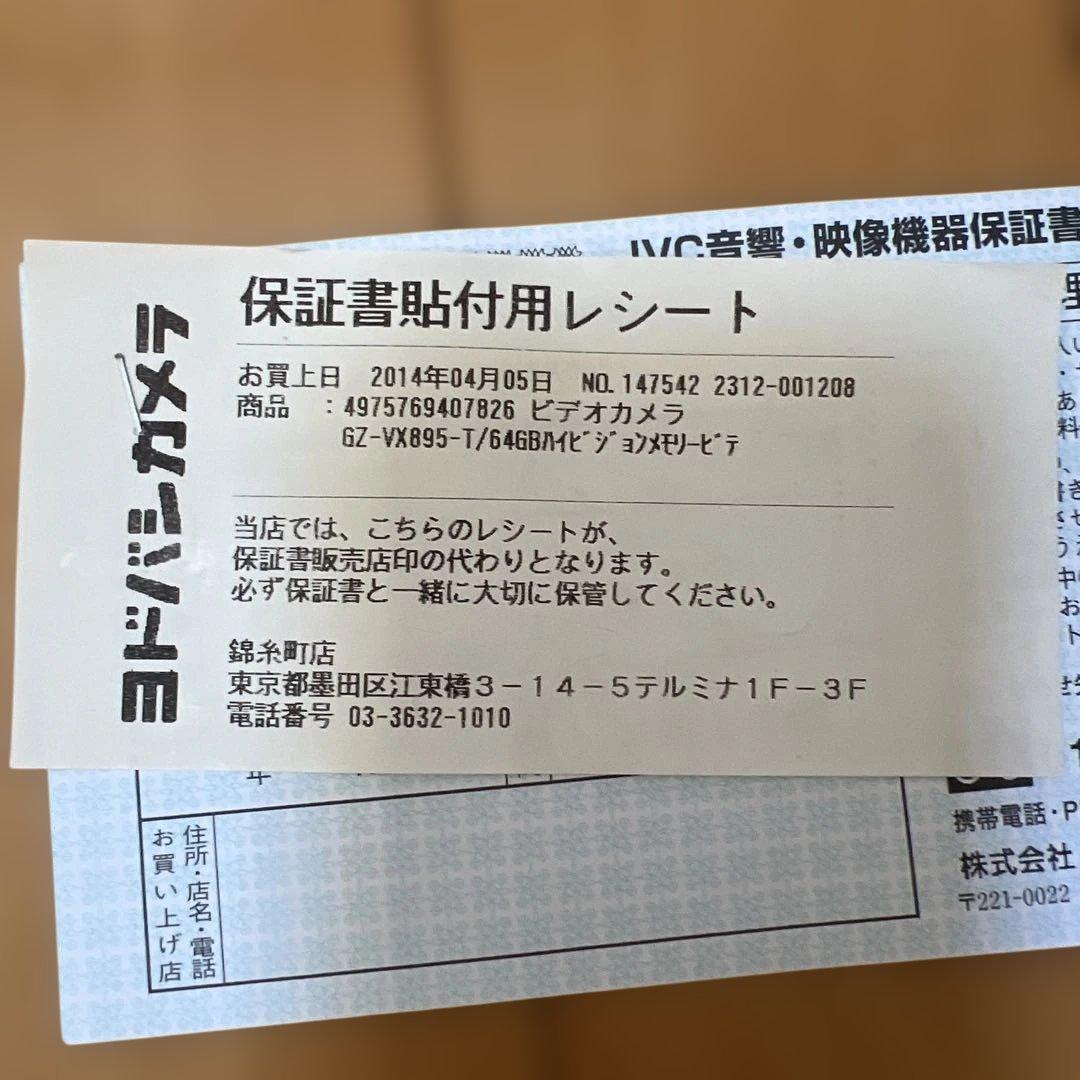 ヨドバシカメラ
保証書貼付用レシート
お買上日 2014年04月05日 NO.147542 2312-001208
商品 :4975769407826 ビデオカメラ
GZ-VX895-T/64GBﾊｲﾋﾞｼﾞｮﾝﾒﾓﾘｰﾋﾞﾃ
当店では、こちらのレシートが、
保証書販売店印の代わりとなります。
必ず保証書と一緒に大切に保管してください。
錦糸町店
東京都墨田区江東橋3-14-5テルミナ1F-3F
電話番号 03-3632-1010
JVC音響・映像機器保証書
年
お買い上げ店
住所・店名・電話
携帯電話・P
株式会社
〒221-0022